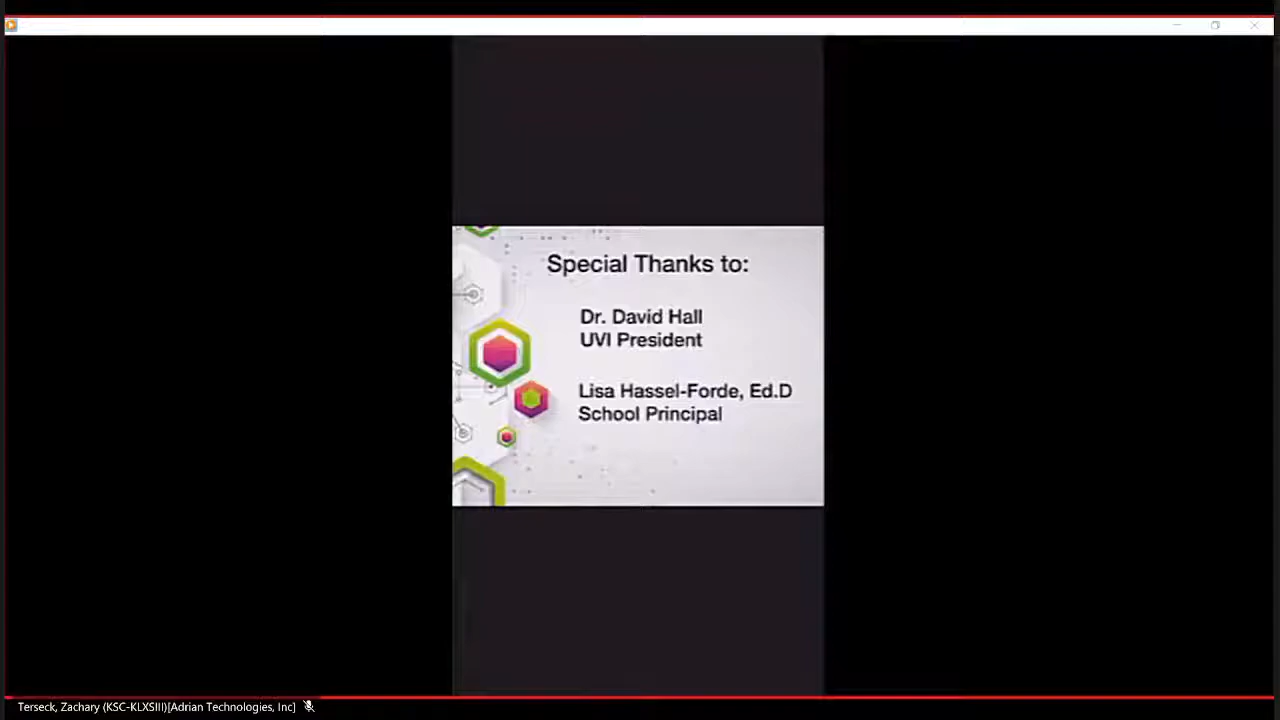 Special Thanks to:
Dr. David Hall
UVI President
Lisa Hassel-Forde, Ed.D
School Principal
Terseck, Zachary (KSC-KLXSIII)[Adrian Technologies, Inc]